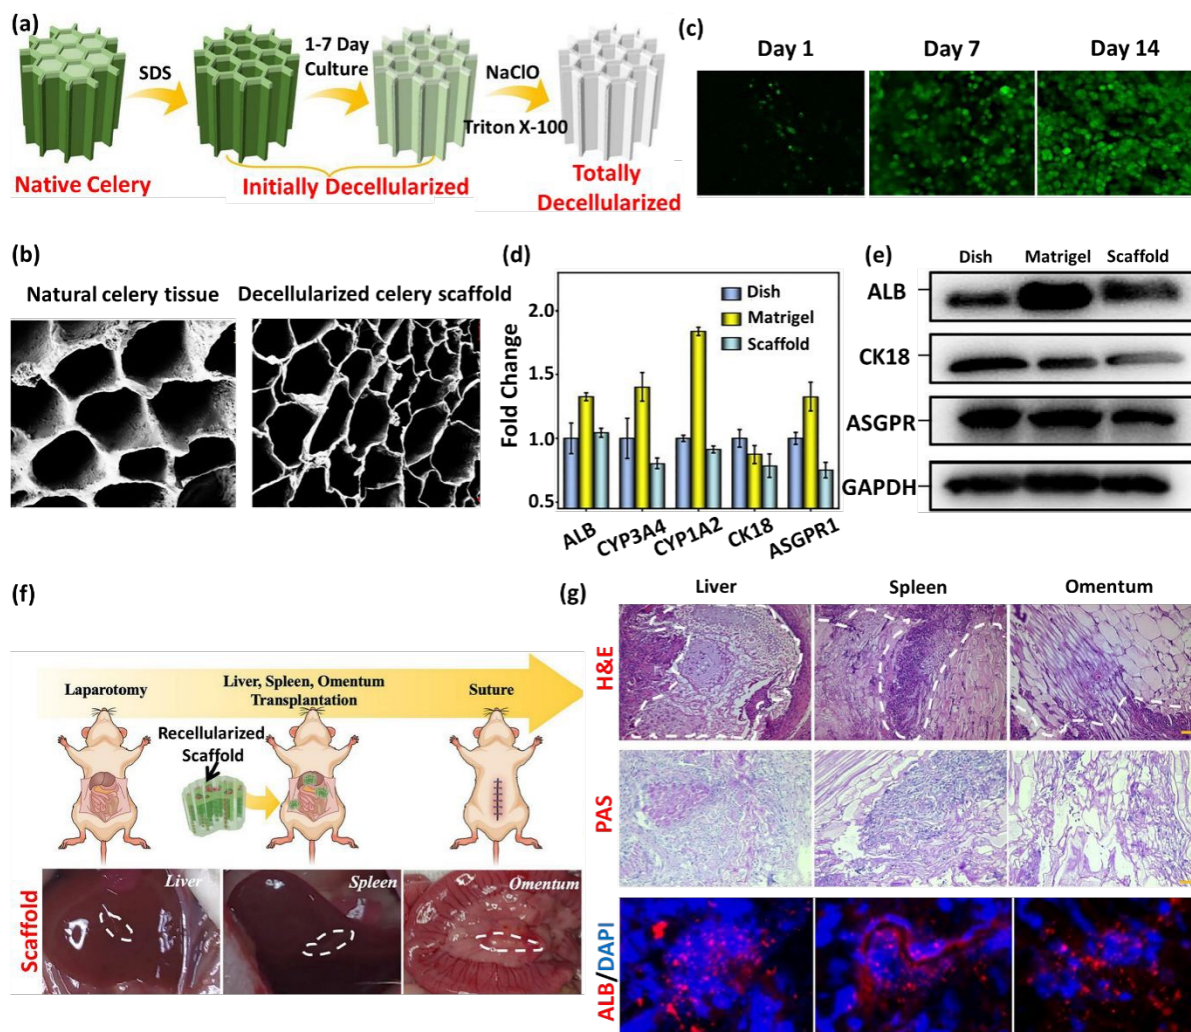 (a)
SDS
1-7 Day
Culture
NaClO
Triton X-100
Native Celery
Initially Decellularized
Totally
Decellularized
(c)
Day 1
Day 7
Day 14
(b)
Natural celery tissue
Decellularized celery scaffold
(d)
Fold Change
2.0
1.5
1.0
0.5
Dish
Matrigel
Scaffold
ALB
CYP3A4
CYP1A2
CK18
ASGPR1
(e)
Dish
Matrigel
Scaffold
ALB
CK18
ASGPR
GAPDH
(f)
Laparotomy
Liver, Spleen, Omentum
Transplantation
Suture
Recellularized
Scaffold
Scaffold
Liver
Spleen
Omentum
(g)
Liver
Spleen
Omentum
H&E
PAS
ALB/DAPI